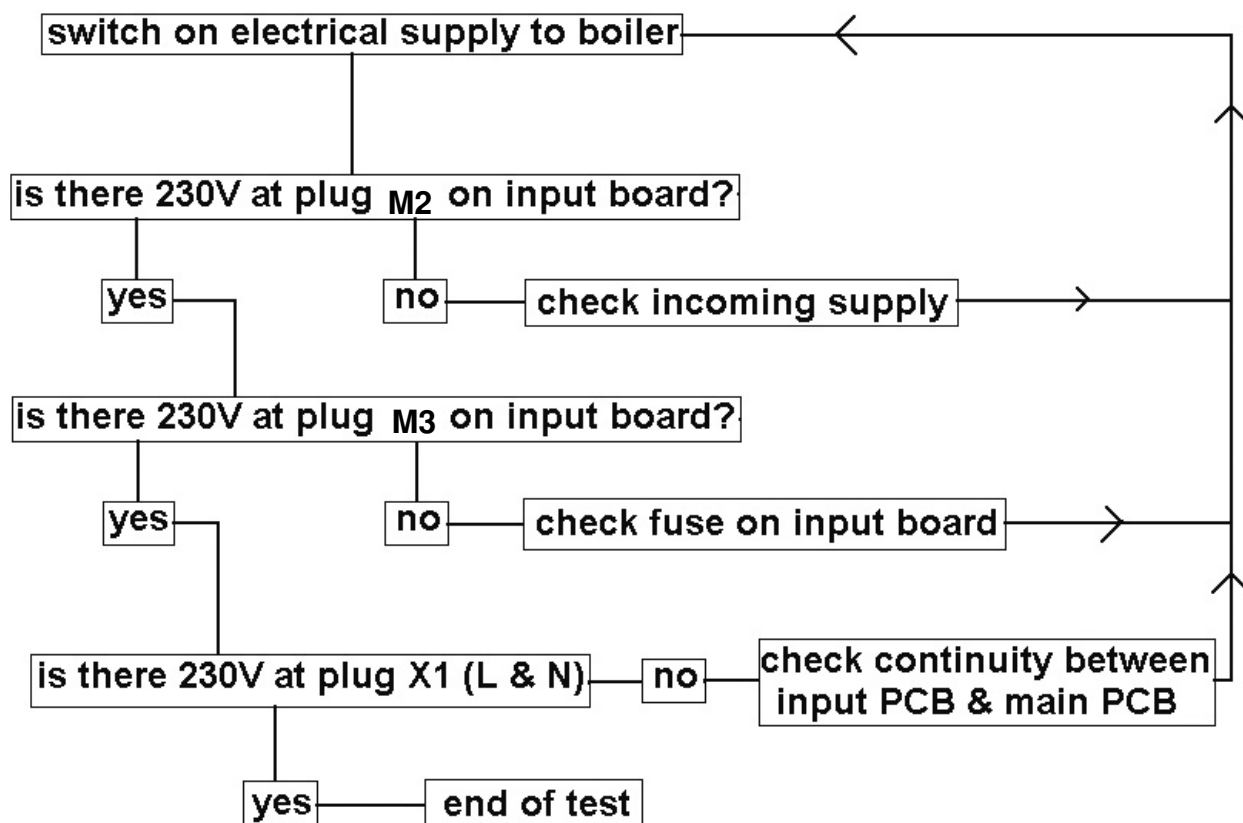 switch on electrical supply to boiler
is there 230V at plug M2 on input board?
yes
no
check incoming supply
is there 230V at plug M3 on input board?
yes
no
check fuse on input board
is there 230V at plug X1 (L & N)
no
check continuity between
input PCB & main PCB
yes
end of test